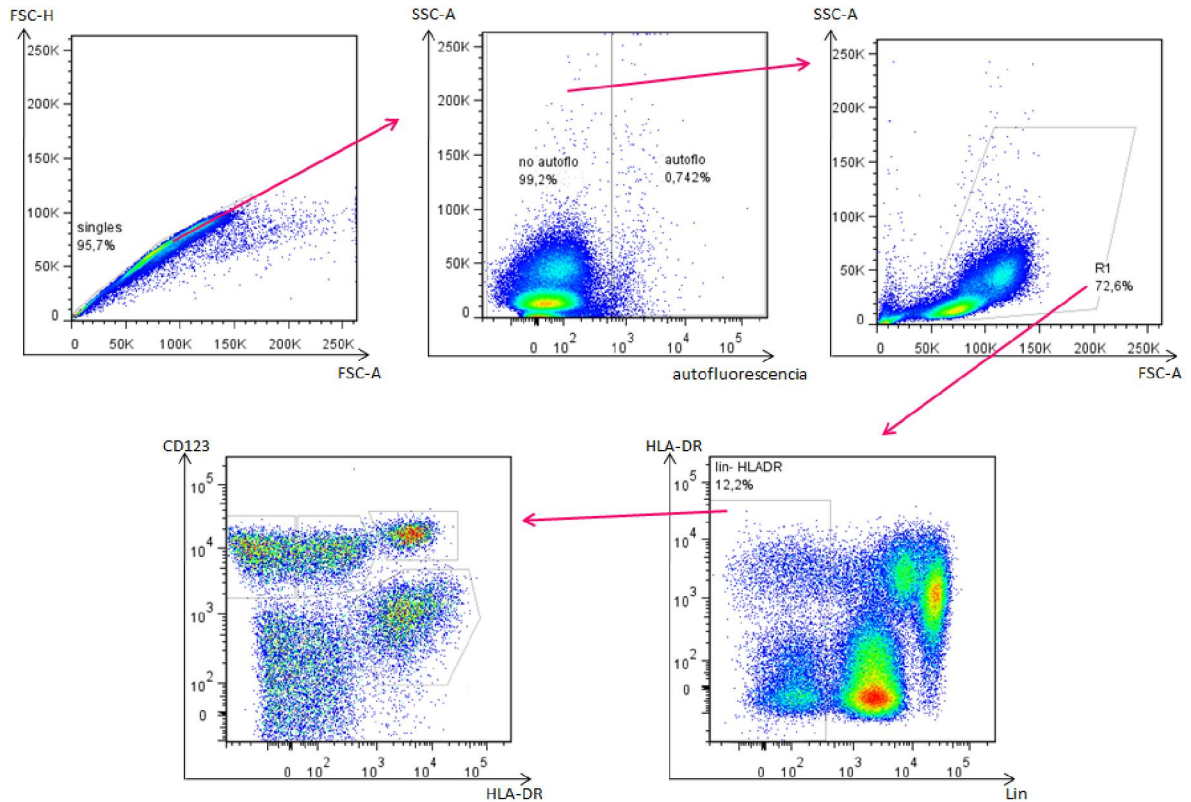 FSC-H
250K
200K
150K
100K
50K
0
singles
95,7%
0 50K 100K 150K 200K 250K
FSC-A
SSC-A
250K
200K
150K
100K
50K
0
no autoflo
99,2%
autoflo
0,742%
0 10² 10³ 10⁴ 10⁵
autofluorescencia
SSC-A
250K
200K
150K
100K
50K
0
R1
72,6%
0 50K 100K 150K 200K 250K
FSC-A
CD123
10⁵
10⁴
10³
10²
0
0 10² 10³ 10⁴ 10⁵
HLA-DR
HLA-DR
lin- HLADR
12,2%
10⁵
10⁴
10³
10²
0
0 10² 10³ 10⁴ 10⁵
Lin